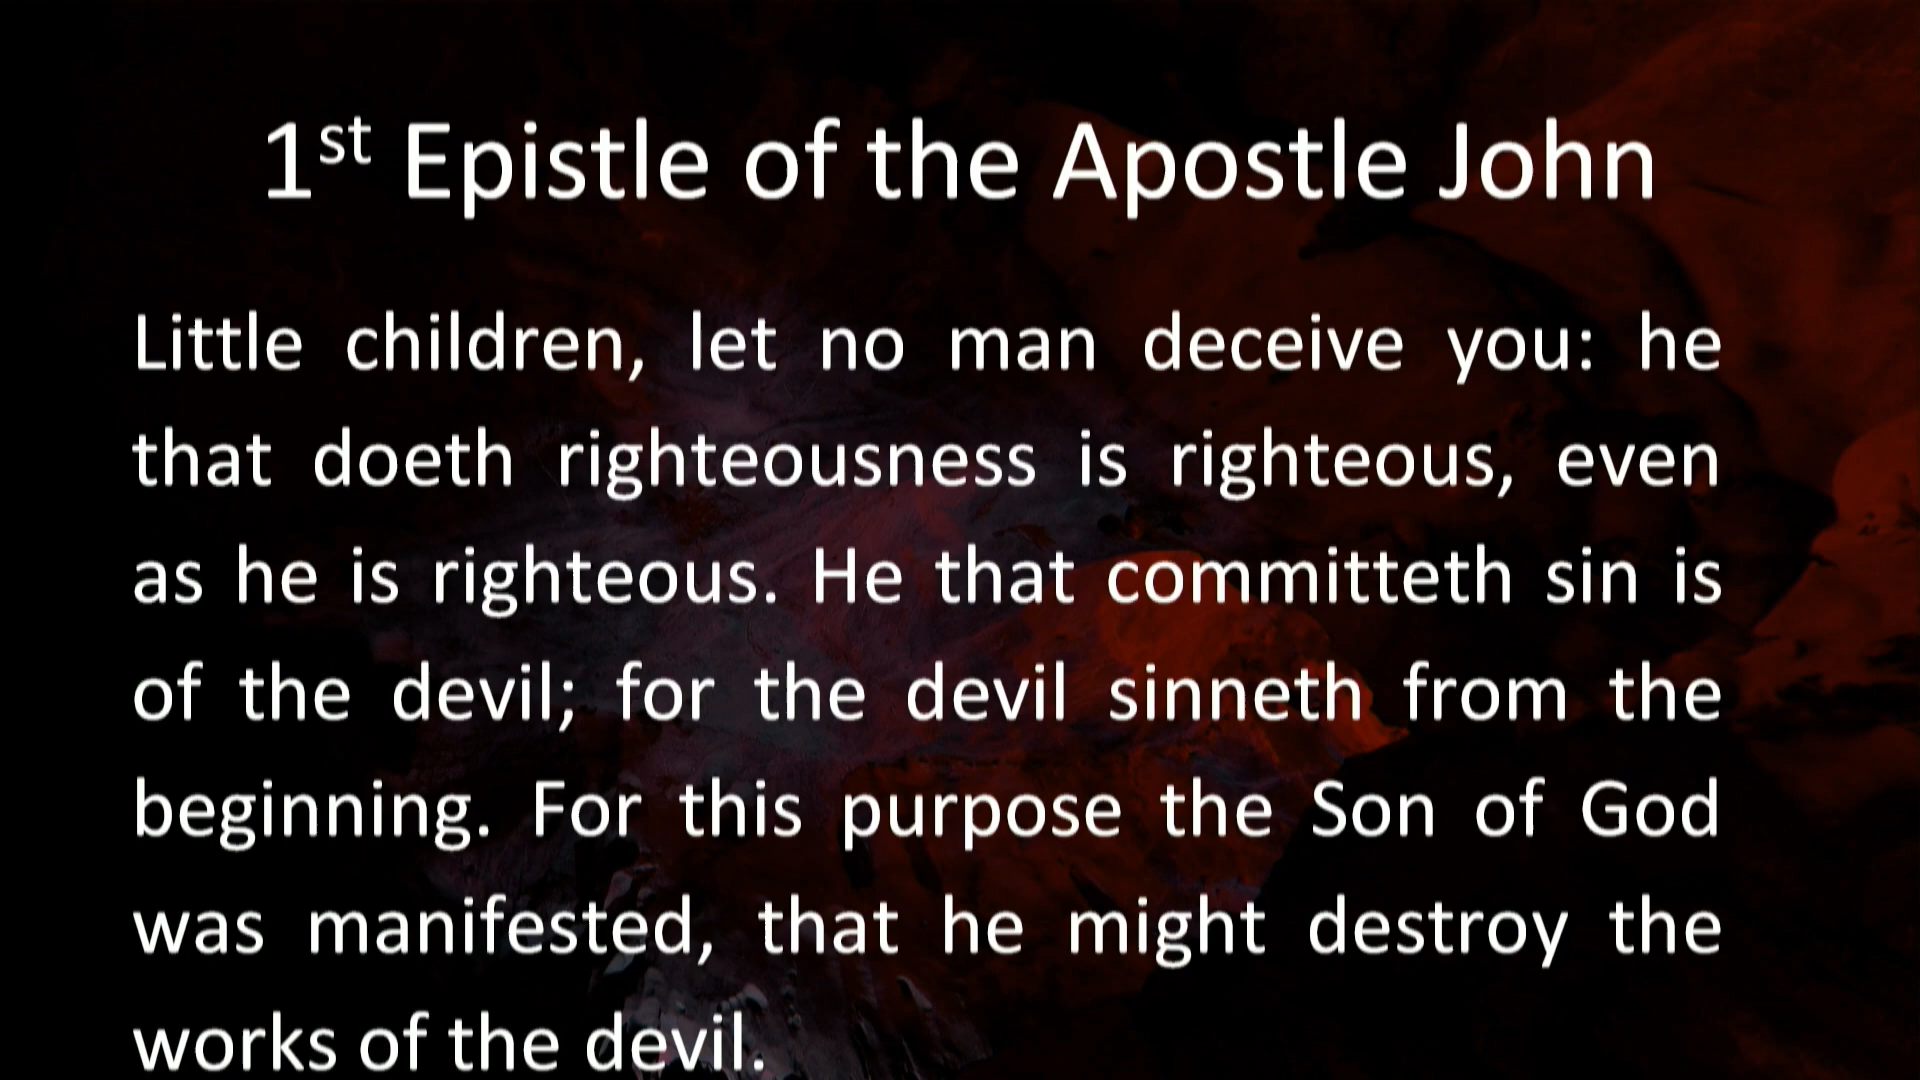 1st Epistle of the Apostle John
Little children, let no man deceive you: he
that doeth righteousness is righteous, even
as he is righteous. He that committeth sin is
of the devil; for the devil sinneth from the
beginning. For this purpose the Son of God
was manifested, that he might destroy the
works of the devil.